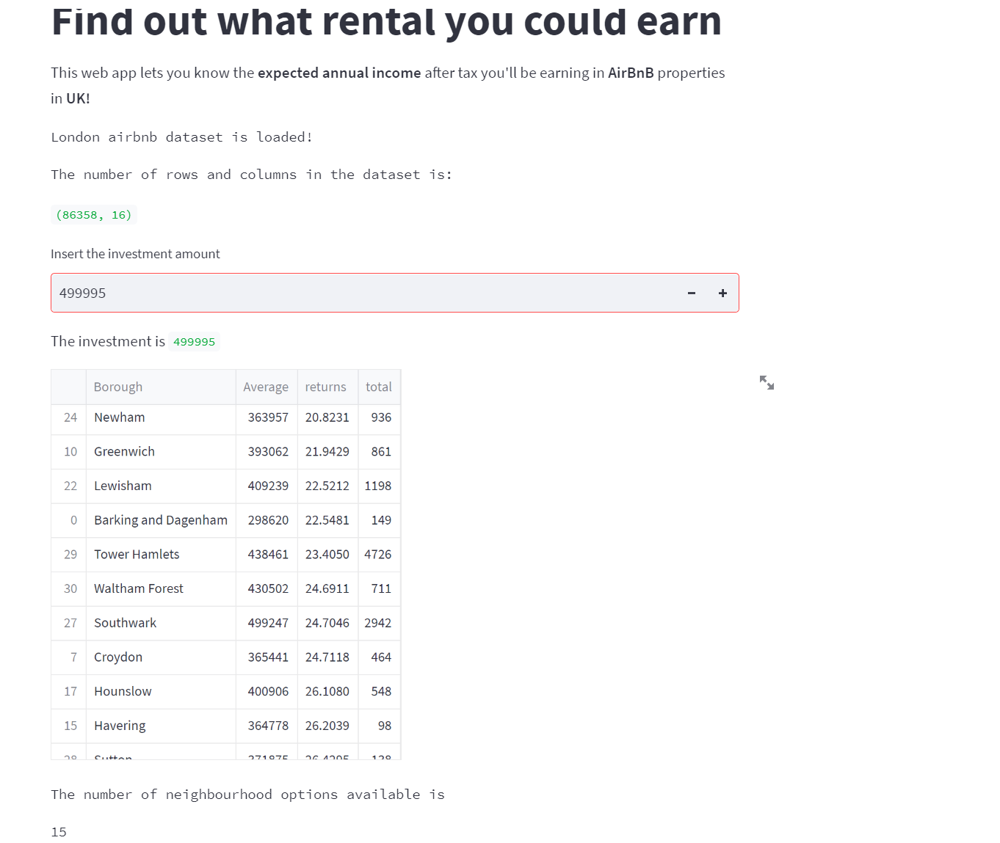 Find out what rental you could earn
This web app lets you know the expected annual income after tax you'll be earning in AirBnB properties
in UK!
London airbnb dataset is loaded!
The number of rows and columns in the dataset is:
(86358, 16)
Insert the investment amount
499995 − +
The investment is 499995
Borough Average returns total
24 Newham 363957 20.8231 936
10 Greenwich 393062 21.9429 861
22 Lewisham 409239 22.5212 1198
0 Barking and Dagenham 298620 22.5481 149
29 Tower Hamlets 438461 23.4050 4726
30 Waltham Forest 430502 24.6911 711
27 Southwark 499247 24.7046 2942
7 Croydon 365441 24.7118 464
17 Hounslow 400906 26.1080 548
15 Havering 364778 26.2039 98
28 Sutton 371875 26.4295 138
The number of neighbourhood options available is
15